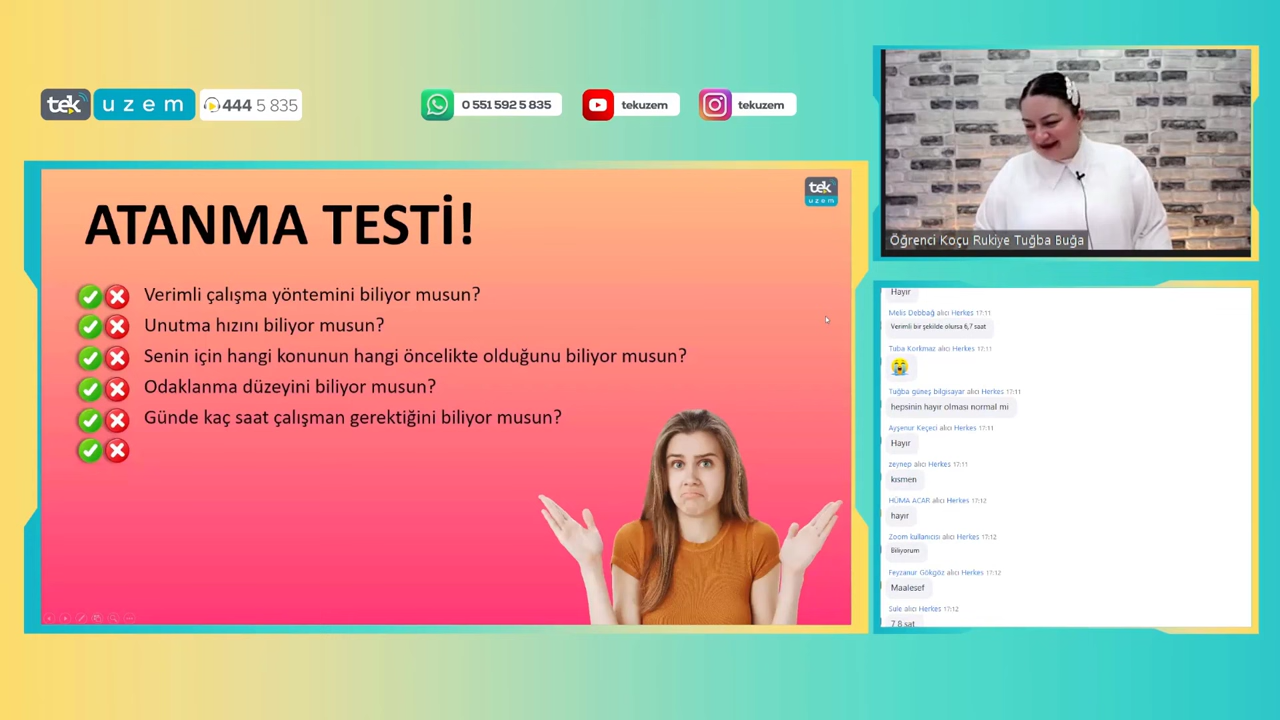 tek
uzem
444 5 835
0 551 592 5 835
tekuzem
tekuzem
Öğrenci Koçu Rukiye Tuğba Buğa
tek
uzem
ATANMA TESTİ!
Verimli çalışma yöntemini biliyor musun?
Unutma hızını biliyor musun?
Senin için hangi konunun hangi öncelikte olduğunu biliyor musun?
Odaklanma düzeyini biliyor musun?
Günde kaç saat çalışman gerektiğini biliyor musun?
Hayır
Melis Debbağ alıcı Herkes 17:11
Verimli bir şekilde olursa 6,7 saat
Tuba Korkmaz alıcı Herkes 17:11
Tuğba güneş bilgisayar alıcı Herkes 17:11
hepsinin hayır olması normal mi
Ayşenur Keçeci alıcı Herkes 17:11
Hayır
zeynep alıcı Herkes 17:11
kısmen
HÜMA ACAR alıcı Herkes 17:12
hayır
Zoom kullanıcısı alıcı Herkes 17:12
Biliyorum
Feyzanur Gökgöz alıcı Herkes 17:12
Maalesef
Sule alıcı Herkes 17:12
7.8 sat